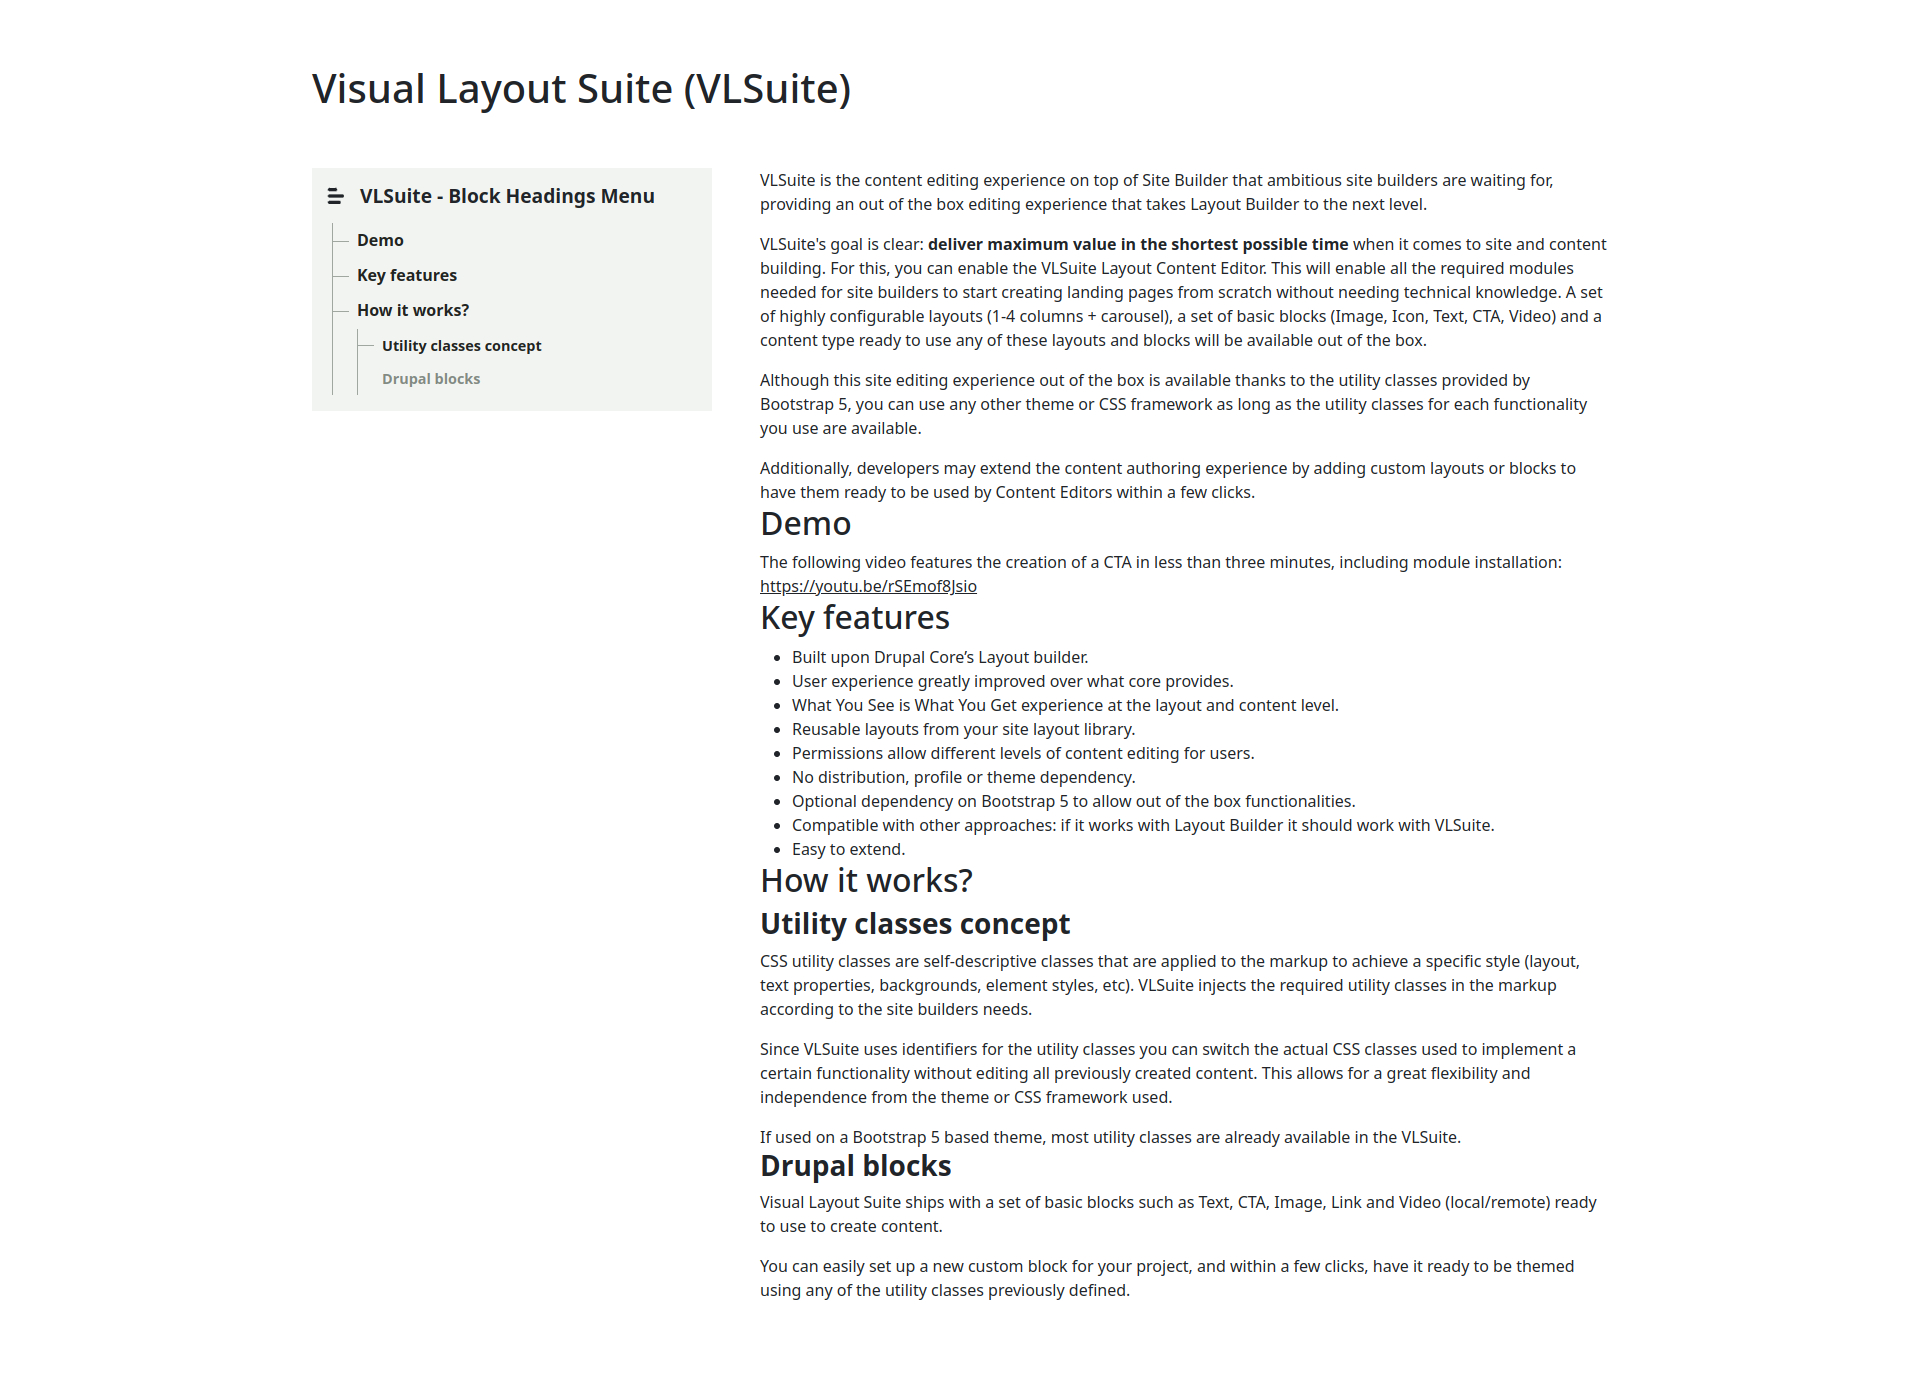 Visual Layout Suite (VLSuite)
VLSuite - Block Headings Menu
Demo
Key features
How it works?
Utility classes concept
Drupal blocks
VLSuite is the content editing experience on top of Site Builder that ambitious site builders are waiting for,
providing an out of the box editing experience that takes Layout Builder to the next level.
VLSuite's goal is clear: deliver maximum value in the shortest possible time when it comes to site and content
building. For this, you can enable the VLSuite Layout Content Editor. This will enable all the required modules
needed for site builders to start creating landing pages from scratch without needing technical knowledge. A set
of highly configurable layouts (1-4 columns + carousel), a set of basic blocks (Image, Icon, Text, CTA, Video) and a
content type ready to use any of these layouts and blocks will be available out of the box.
Although this site editing experience out of the box is available thanks to the utility classes provided by
Bootstrap 5, you can use any other theme or CSS framework as long as the utility classes for each functionality
you use are available.
Additionally, developers may extend the content authoring experience by adding custom layouts or blocks to
have them ready to be used by Content Editors within a few clicks.
Demo
The following video features the creation of a CTA in less than three minutes, including module installation:
https://youtu.be/rSEmof8Jsio
Key features
• Built upon Drupal Core’s Layout builder.
• User experience greatly improved over what core provides.
• What You See is What You Get experience at the layout and content level.
• Reusable layouts from your site layout library.
• Permissions allow different levels of content editing for users.
• No distribution, profile or theme dependency.
• Optional dependency on Bootstrap 5 to allow out of the box functionalities.
• Compatible with other approaches: if it works with Layout Builder it should work with VLSuite.
• Easy to extend.
How it works?
Utility classes concept
CSS utility classes are self-descriptive classes that are applied to the markup to achieve a specific style (layout,
text properties, backgrounds, element styles, etc). VLSuite injects the required utility classes in the markup
according to the site builders needs.
Since VLSuite uses identifiers for the utility classes you can switch the actual CSS classes used to implement a
certain functionality without editing all previously created content. This allows for a great flexibility and
independence from the theme or CSS framework used.
If used on a Bootstrap 5 based theme, most utility classes are already available in the VLSuite.
Drupal blocks
Visual Layout Suite ships with a set of basic blocks such as Text, CTA, Image, Link and Video (local/remote) ready
to use to create content.
You can easily set up a new custom block for your project, and within a few clicks, have it ready to be themed
using any of the utility classes previously defined.